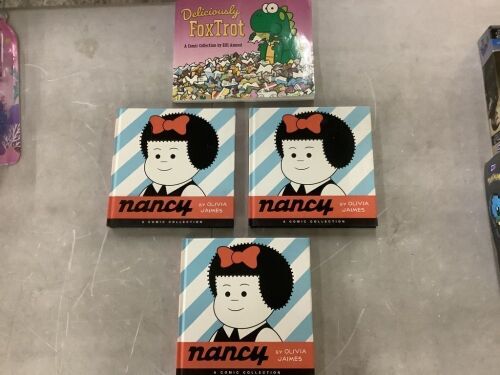 Deliciously
FoxTrot
A Comic Collection by Bill Amend
nancy BY OLIVIA
JAIMES
A COMIC COLLECTION
nancy BY OLIVIA
JAIMES
A COMIC COLLECTION
nancy BY OLIVIA
JAIMES
A COMIC COLLECTION